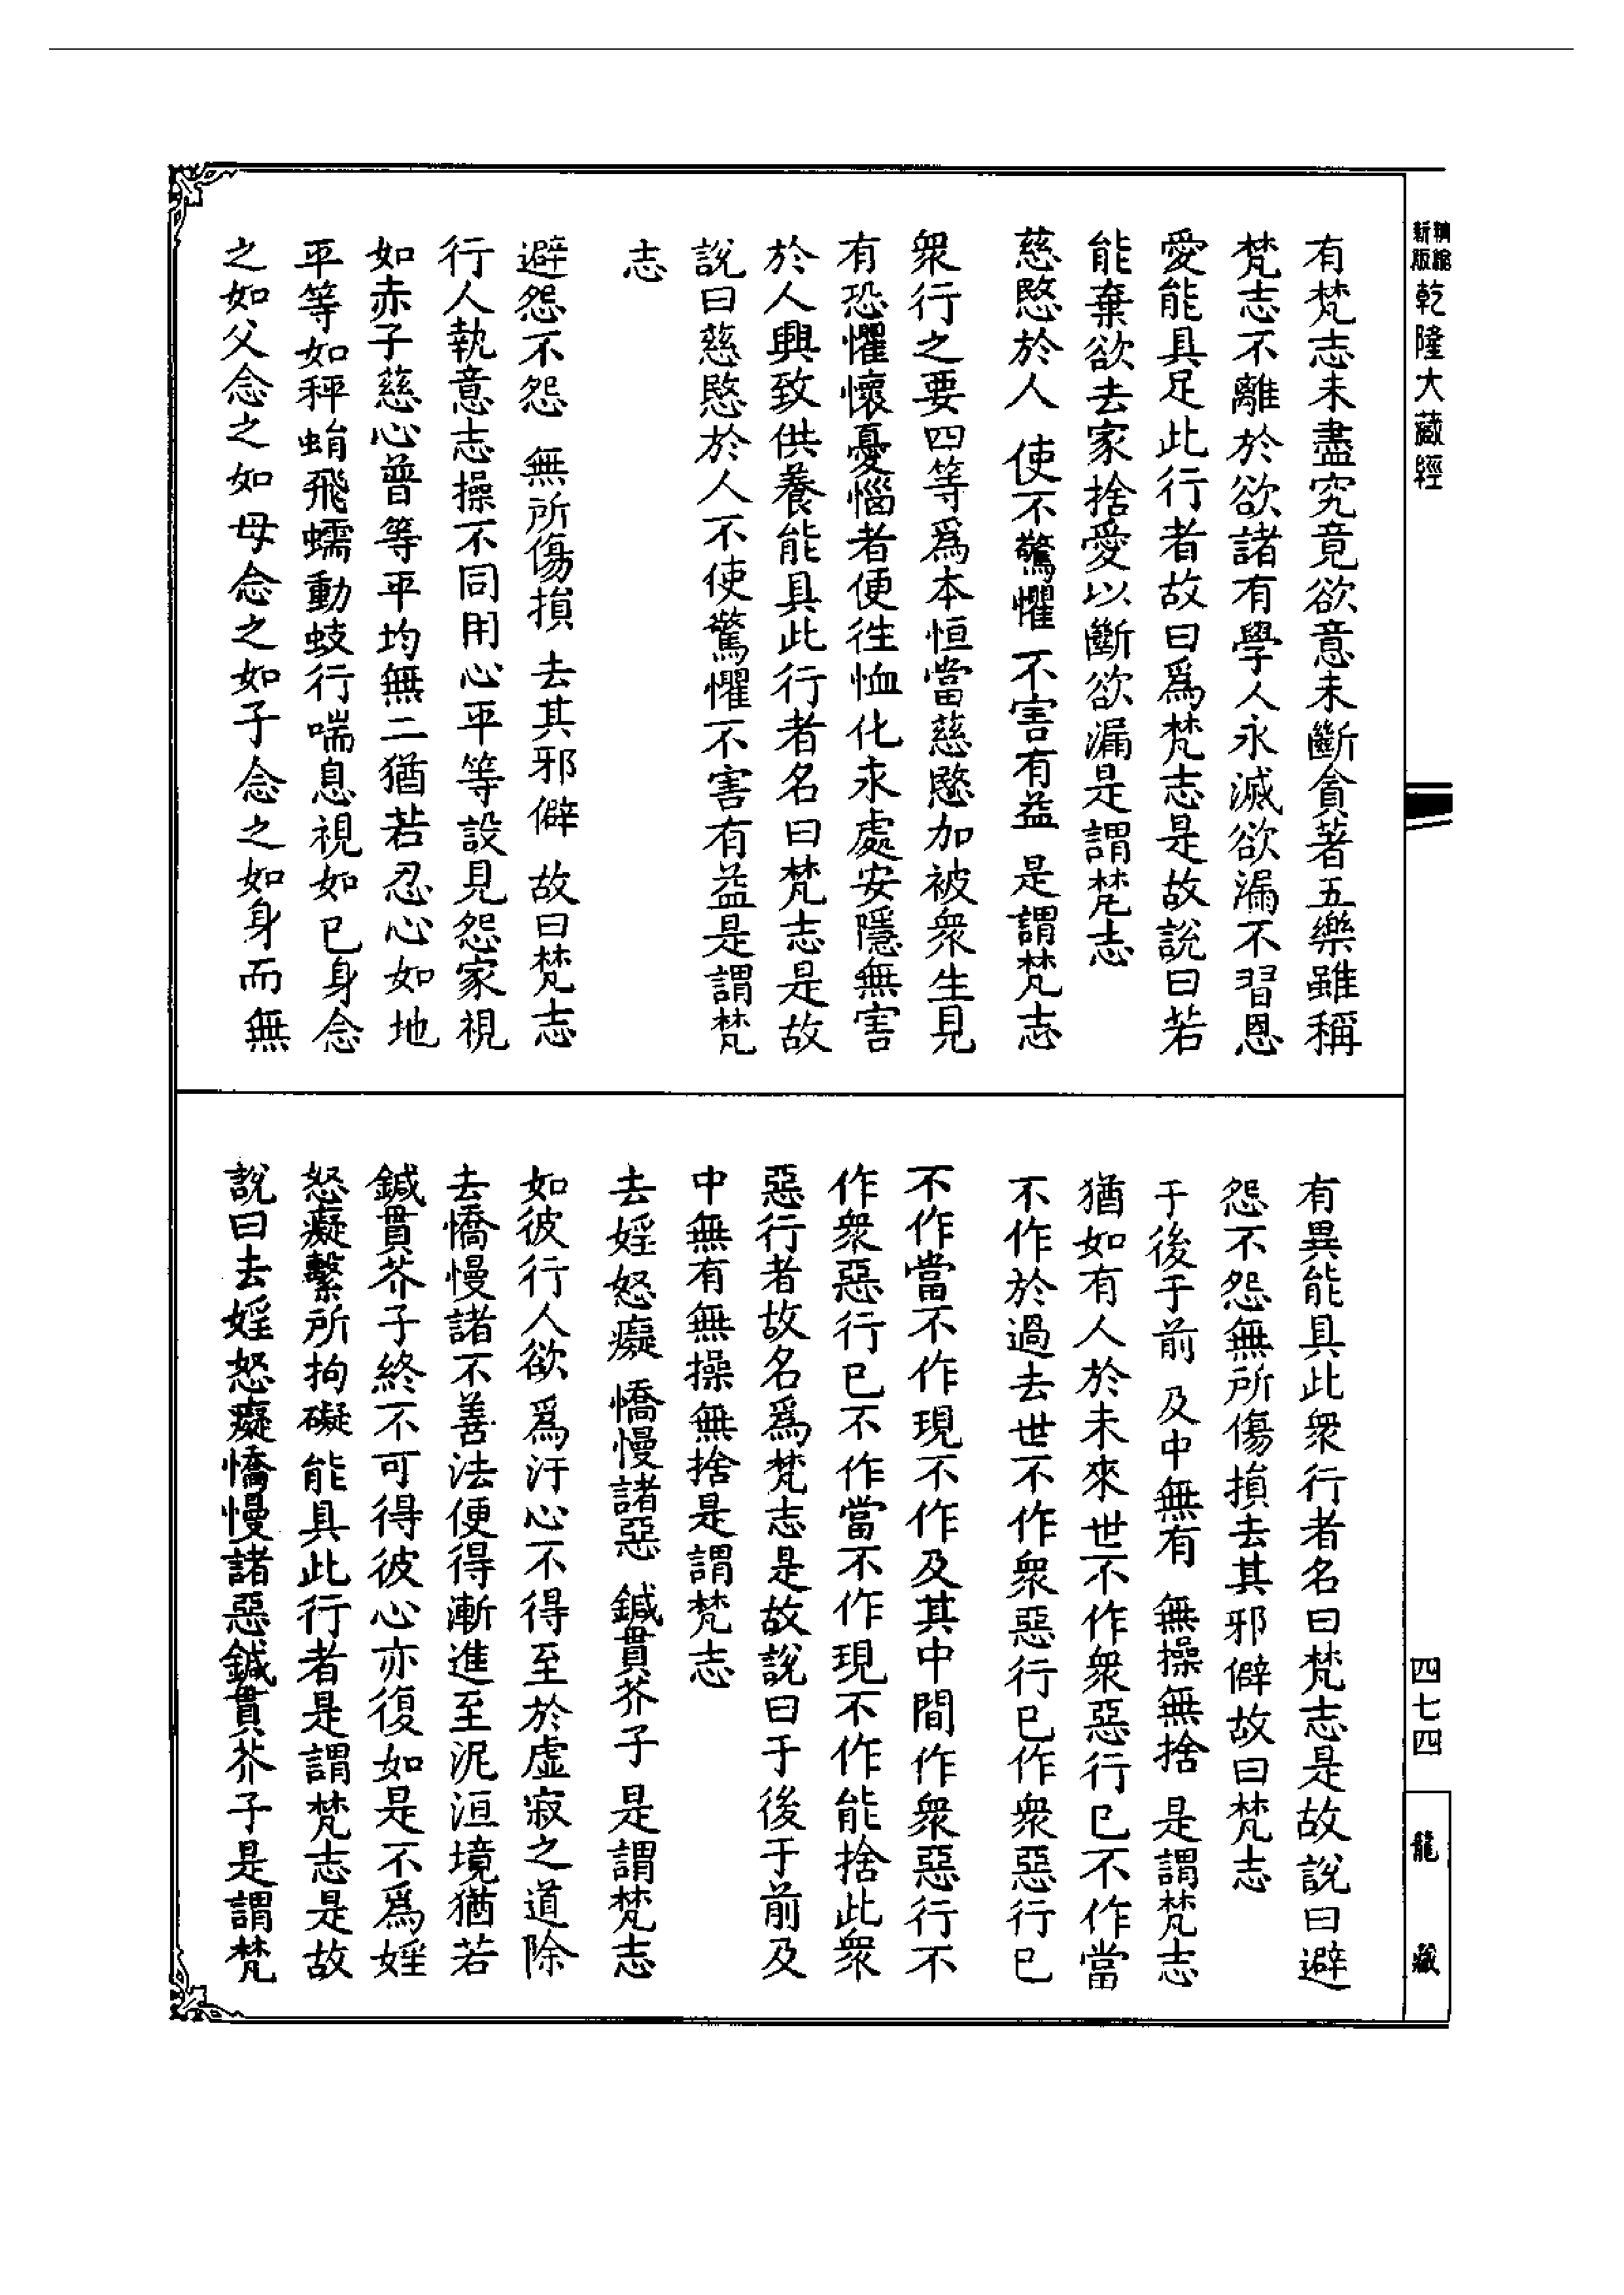 精縮新版乾隆大藏經
有梵志未盡究竟欲意未斷貪著五樂雖稱
梵志不離於欲諸有學人永滅欲漏不習恩
愛能具足此行者故曰爲梵志是故說曰若
能棄欲去家捨愛以斷欲漏是謂梵志
慈愍於人 使不驚懼 不害有益 是謂梵志
衆行之要四等爲本恒當慈愍加被衆生見
有恐懼懷憂惱者便往恤化求處安隱無害
於人興致供養能具此行者名曰梵志是故
說曰慈愍於人不使驚懼不害有益是謂梵
志
避怨不怨 無所傷損 去其邪僻 故曰梵志
行人執意志操不同用心平等設見怨家視
如赤子慈心普等平均無二猶若忍心如地
平等如秤蜎飛蠕動蚑行喘息視如已身念
之如父念之如母念之如子念之如身而無
有異能具此衆行者名曰梵志是故說曰避
怨不怨無所傷損去其邪僻故曰梵志
于後于前 及中無有 無操無捨 是謂梵志
猶如有人於未來世不作衆惡行已不作當
不作於過去世不作衆惡行已作衆惡行已
不作當不作現不作及其中間作衆惡行不
作衆惡行已不作當不作現不作能捨此衆
惡行者故名爲梵志是故說曰于後于前及
中無有無操無捨是謂梵志
去婬怒癡 憍慢諸惡 鍼貫芥子 是謂梵志
如彼行人欲爲汙心不得至於虛寂之道除
去憍慢諸不善法便得漸進至泥洹境猶若
鍼貫芥子終不可得彼心亦復如是不爲婬
怒癡繫所拘礙能具此行者是謂梵志是故
說曰去婬怒癡憍慢諸惡鍼貫芥子是謂梵
四七四
龍藏